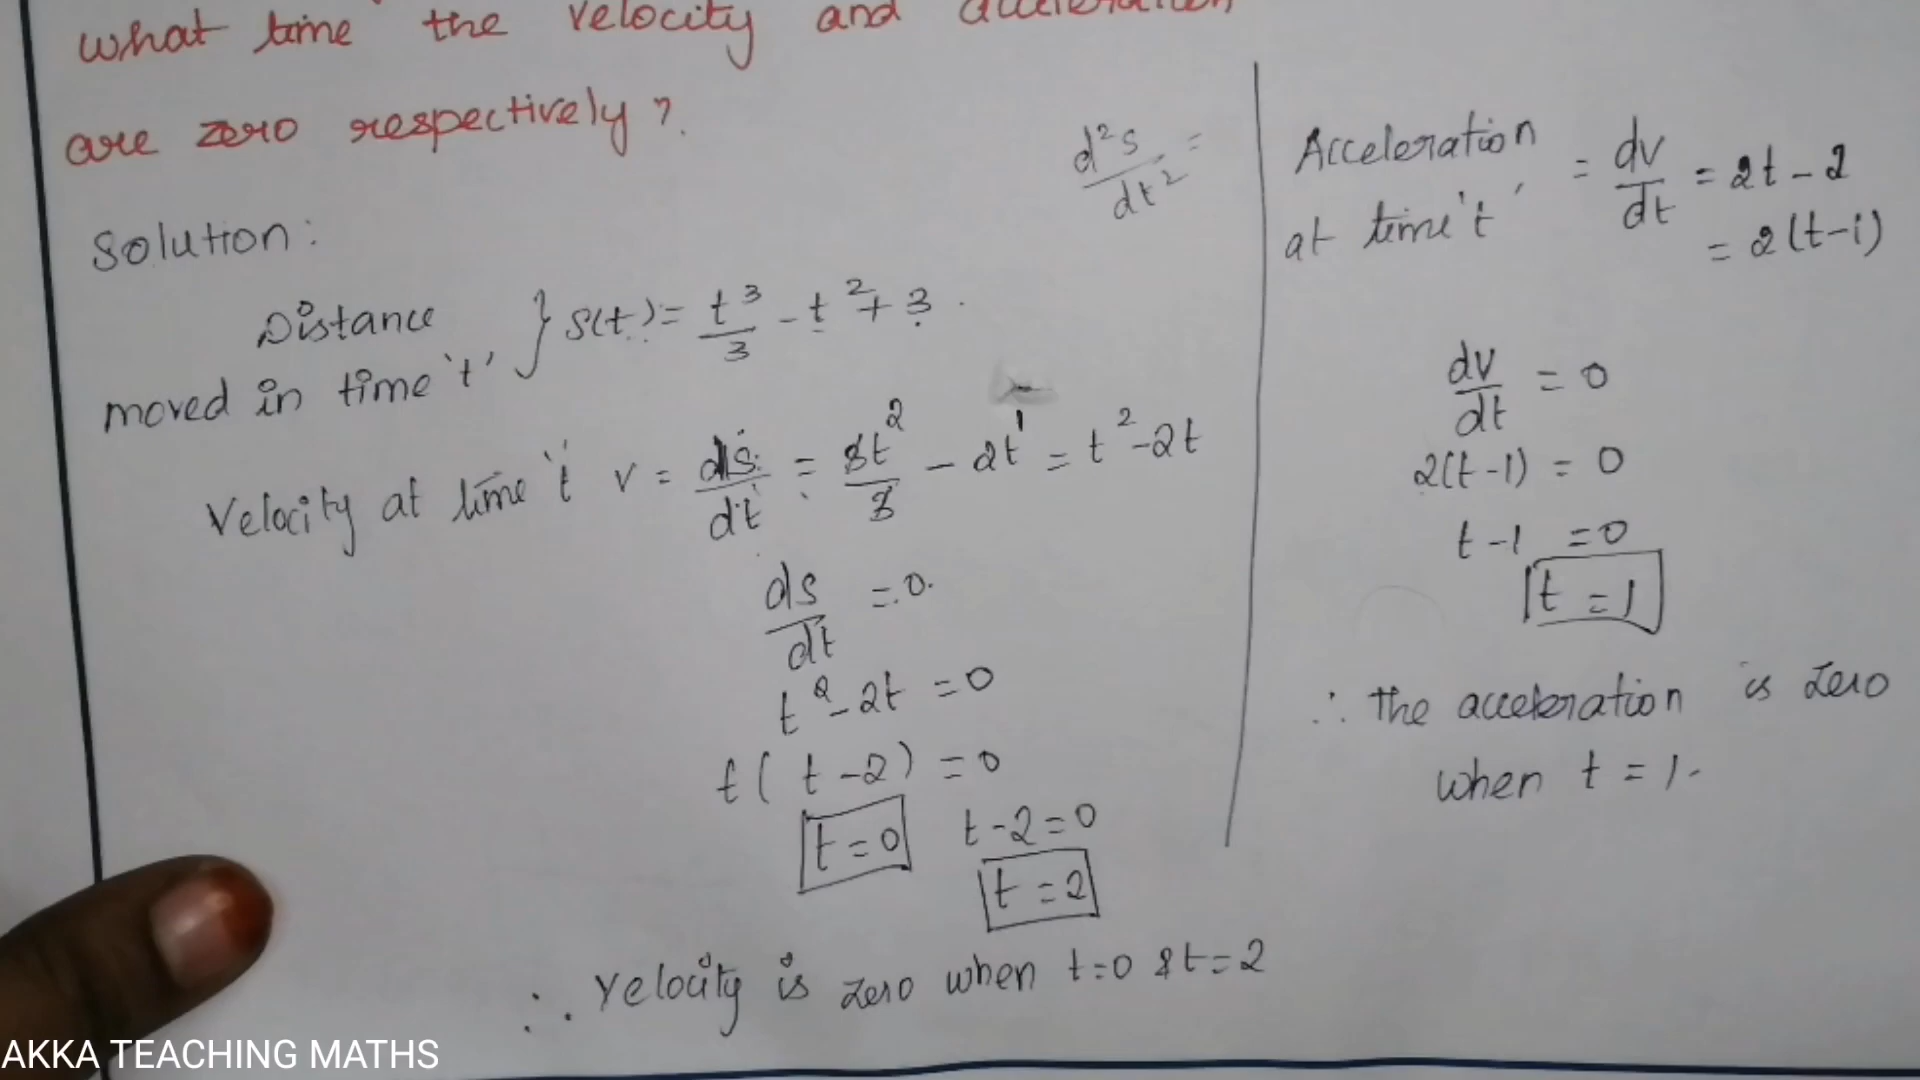 what time the velocity and acceleration
are zero respectively?
Solution:
Distance
moved in time 't' } s(t) = t³/3 - t² + 3.
Velocity at time 't' v = ds/dt = 3t²/3 - 2t¹ = t² - 2t
ds/dt = 0.
t² - 2t = 0
t(t - 2) = 0
t = 0 t - 2 = 0
t = 2
∴ Velocity is zero when t = 0 & t = 2
d²s/dt² =
Acceleration
at time 't' = dv/dt = 2t - 2
= 2(t - 1)
dv/dt = 0
2(t - 1) = 0
t - 1 = 0
t = 1
∴ The acceleration is zero
when t = 1.
AKKA TEACHING MATHS